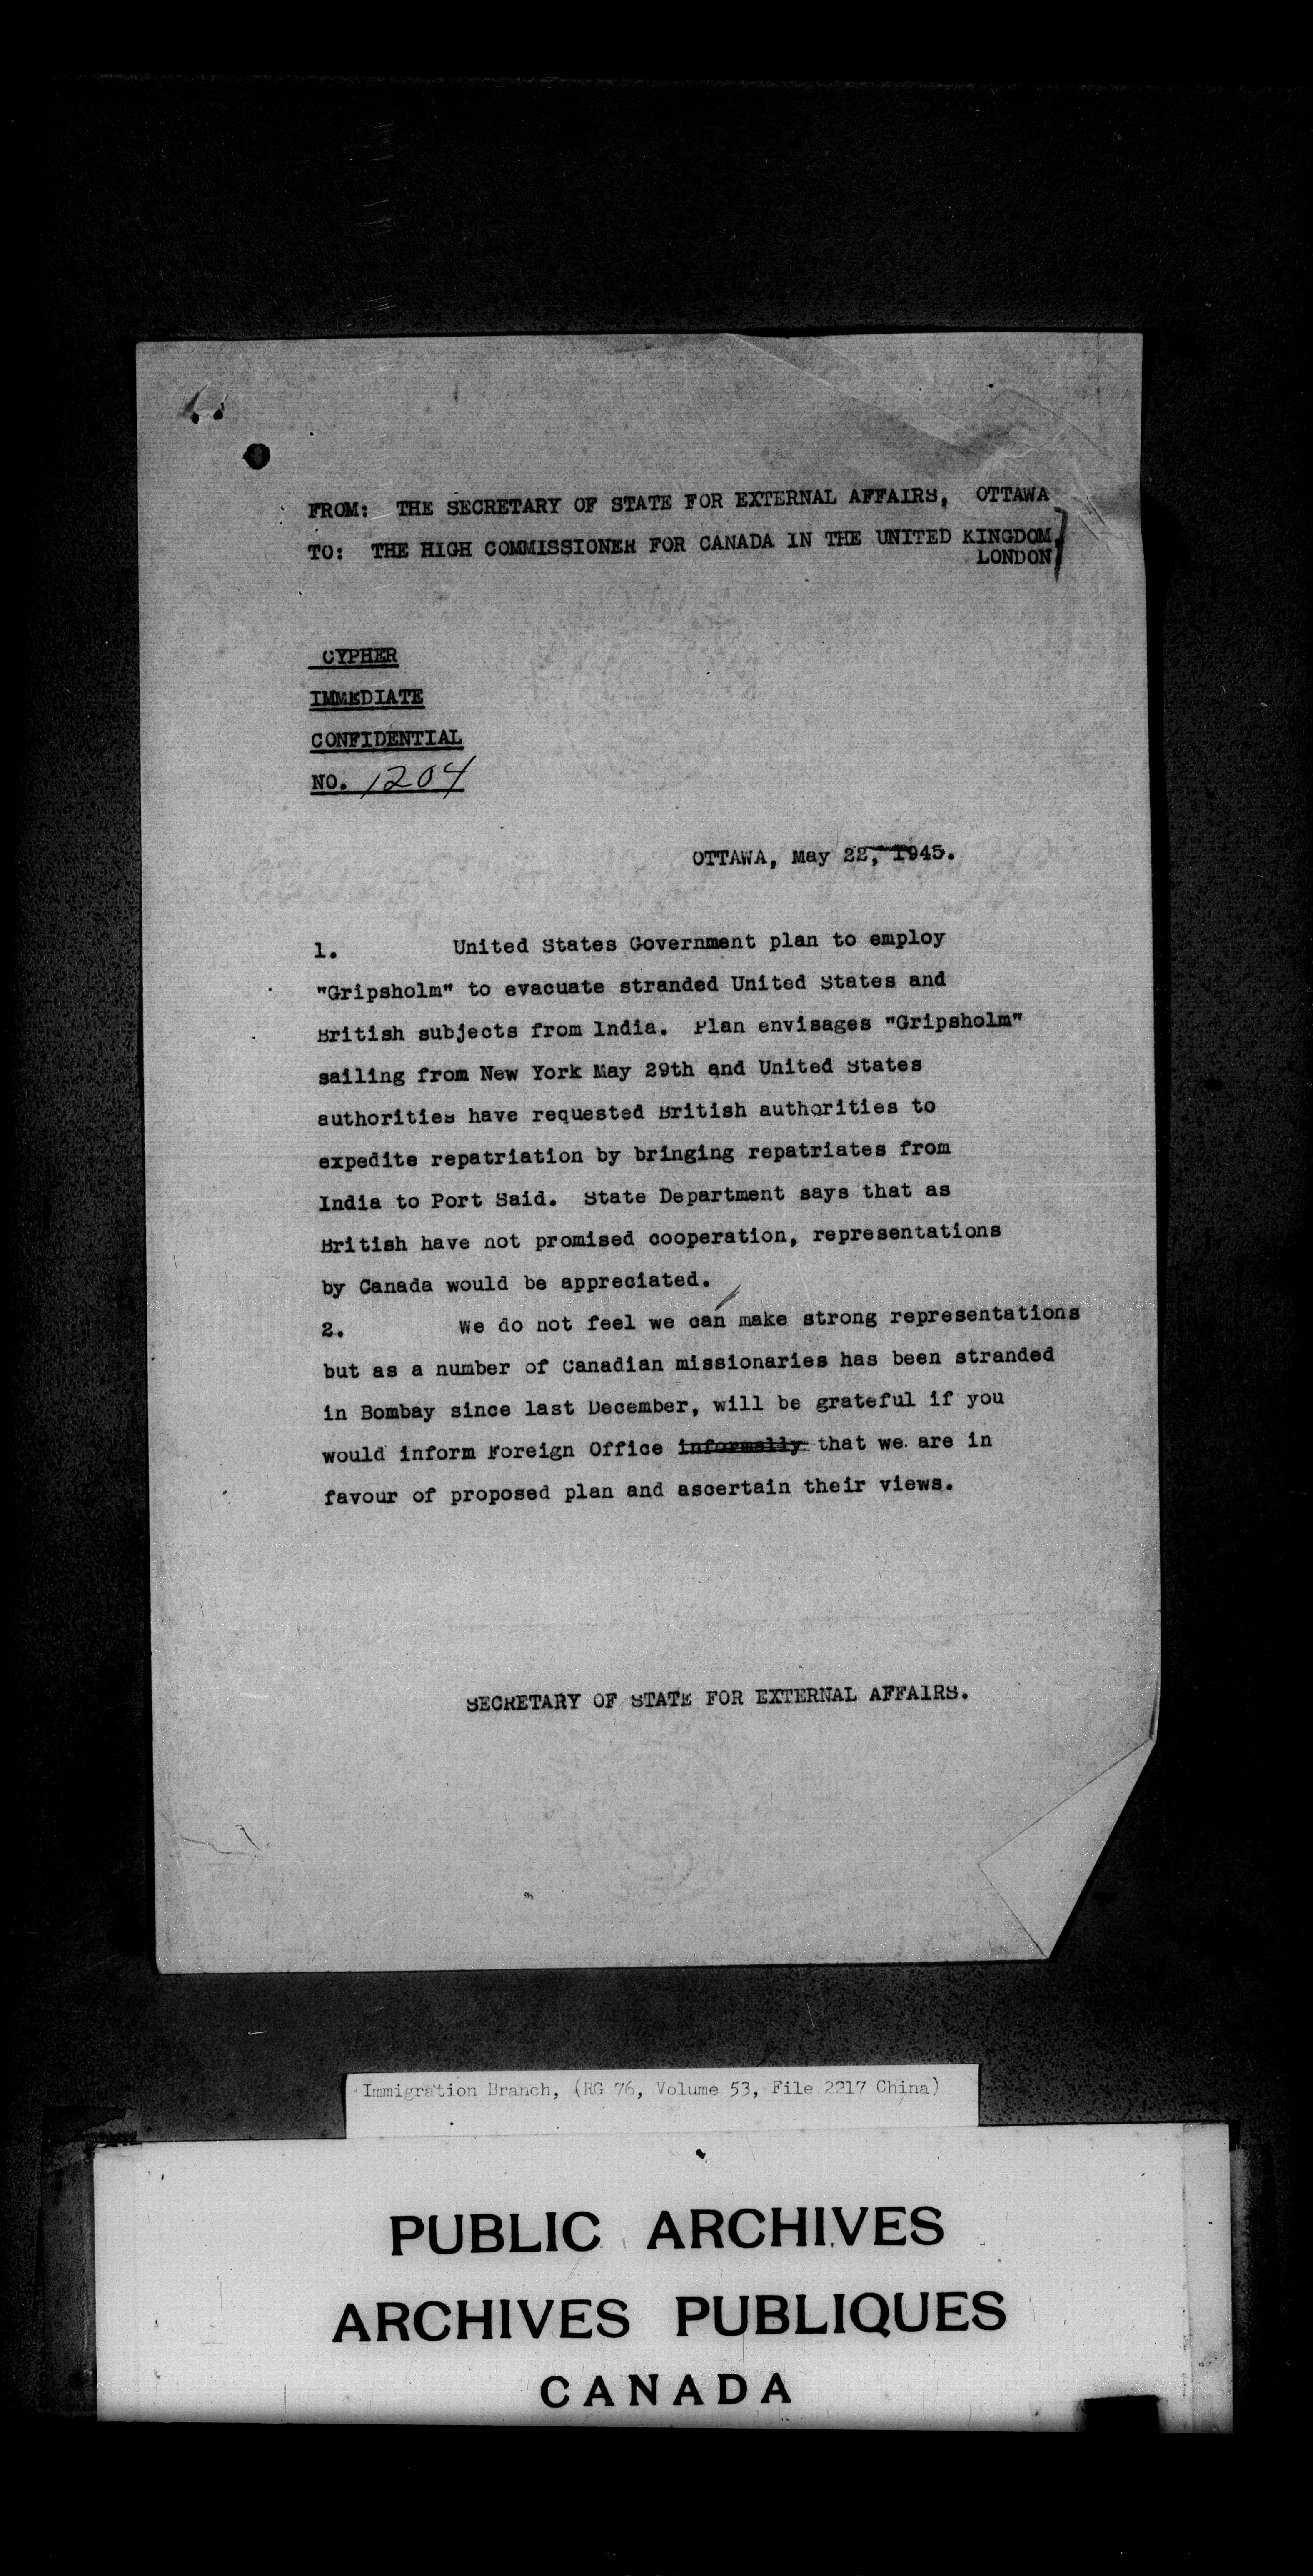 FROM: THE SECRETARY OF STATE FOR EXTERNAL AFFAIRS, OTTAWA
TO: THE HIGH COMMISSIONER FOR CANADA IN THE UNITED KINGDOM,
LONDON
CYPHER
IMMEDIATE
CONFIDENTIAL
NO. 1204
OTTAWA, May 22, 1945.
1. United States Government plan to employ
"Gripsholm" to evacuate stranded United States and
British subjects from India. Plan envisages "Gripsholm"
sailing from New York May 29th and United States
authorities have requested British authorities to
expedite repatriation by bringing repatriates from
India to Port Said. State Department says that as
British have not promised cooperation, representations
by Canada would be appreciated.
2. We do not feel we can make strong representations
but as a number of Canadian missionaries has been stranded
in Bombay since last December, will be grateful if you
would inform Foreign Office informally that we are in
favour of proposed plan and ascertain their views.
SECRETARY OF STATE FOR EXTERNAL AFFAIRS.
Immigration Branch, (RG 76, Volume 53, File 2217 China)
PUBLIC ARCHIVES
ARCHIVES PUBLIQUES
CANADA